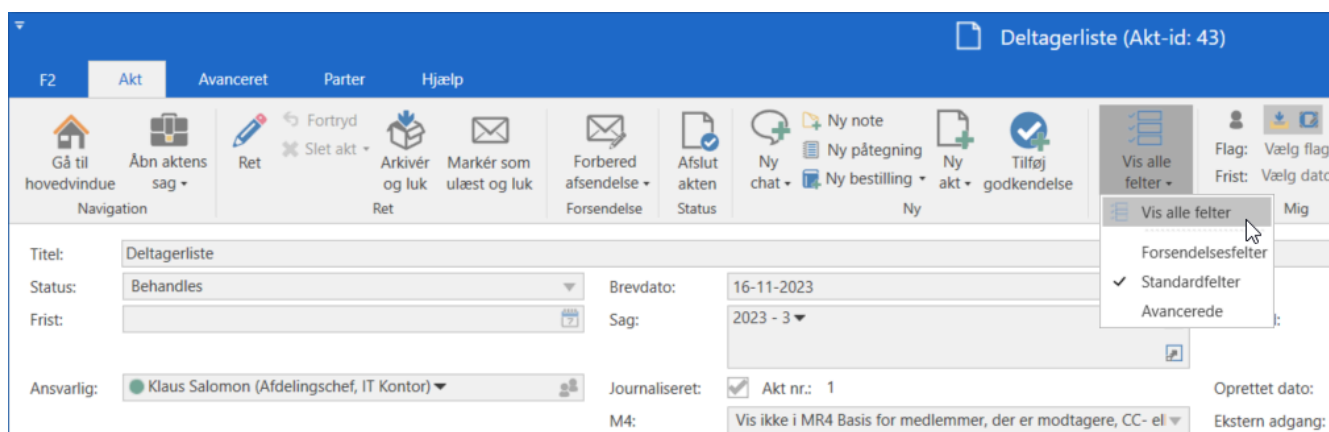 Deltagerliste (Akt-id: 43)
F2 Akt Avanceret Parter Hjælp
Gå til hovedvindue
Åbn aktens sag
Navigation
Ret
Fortryd
Slet akt
Arkivér og luk
Markér som ulæst og luk
Ret
Forbered afsendelse
Forsendelse
Afslut akten
Status
Ny chat
Ny note
Ny påtegning
Ny bestilling
Ny akt
Tilføj godkendelse
Ny
Vis alle felter
Flag: Vælg flag
Frist: Vælg dato
Mig
Vis alle felter
Forsendelsesfelter
Standardfelter
Avancerede
Titel: Deltagerliste
Status: Behandles
Brevdato: 16-11-2023
Frist:
Sag: 2023 - 3
Ansvarlig: Klaus Salomon (Afdelingschef, IT Kontor)
Journaliseret: Akt nr.: 1
Oprettet dato:
M4: Vis ikke i MR4 Basis for medlemmer, der er modtagere, CC- el
Ekstern adgang: